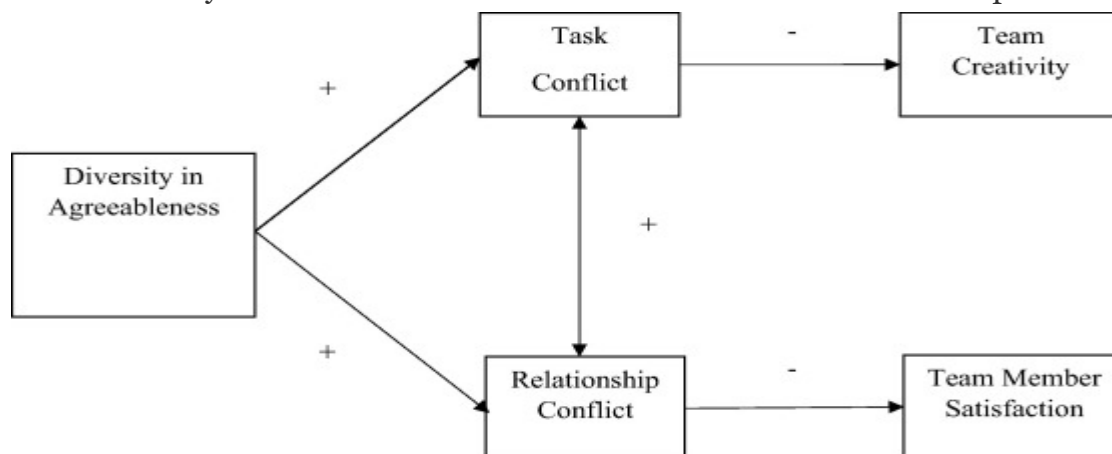 Task
Conflict
-
Team
Creativity
+
Diversity in
Agreeableness
+
+
Relationship
Conflict
-
Team Member
Satisfaction